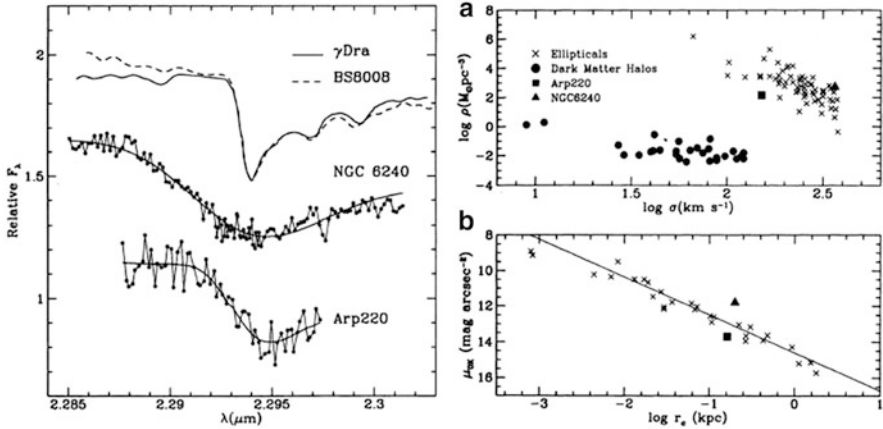 2
1.5
1
Relative F_λ
γDra
BS8008
NGC 6240
Arp220
2.285 2.29 2.295 2.3
λ(μm)
a
8
6
4
2
0
−2
−4
log ρ(M⊙pc⁻³)
× Ellipticals
● Dark Matter Halos
■ Arp220
▲ NGC6240
1 1.5 2 2.5
log σ(km s⁻¹)
b
8
10
12
14
16
(mag arcsec⁻²)
−3 −2 −1 0 1
log r_e (kpc)